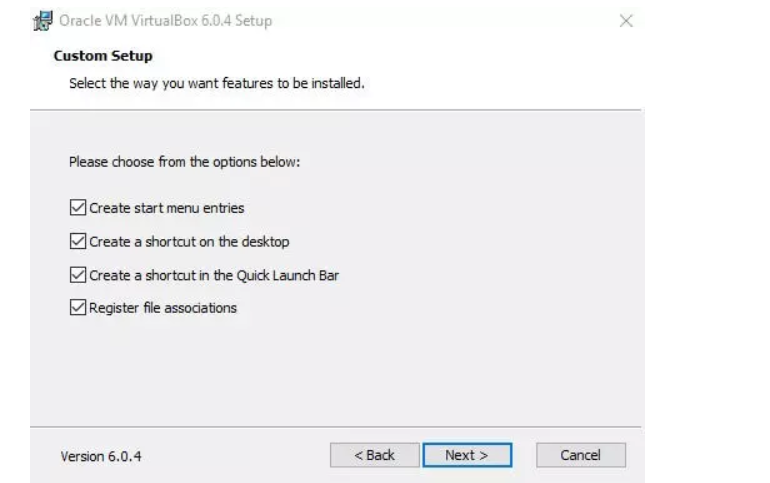 Oracle VM VirtualBox 6.0.4 Setup
Custom Setup
Select the way you want features to be installed.
Please choose from the options below:
Create start menu entries
Create a shortcut on the desktop
Create a shortcut in the Quick Launch Bar
Register file associations
Version 6.0.4
< Back
Next >
Cancel